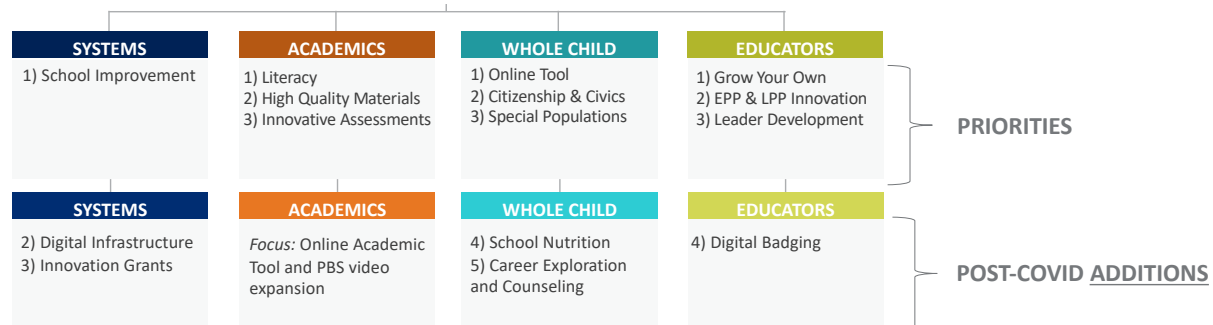 SYSTEMS
1) School Improvement
ACADEMICS
1) Literacy
2) High Quality Materials
3) Innovative Assessments
WHOLE CHILD
1) Online Tool
2) Citizenship & Civics
3) Special Populations
EDUCATORS
1) Grow Your Own
2) EPP & LPP Innovation
3) Leader Development
PRIORITIES
SYSTEMS
2) Digital Infrastructure
3) Innovation Grants
ACADEMICS
Focus: Online Academic
Tool and PBS video
expansion
WHOLE CHILD
4) School Nutrition
5) Career Exploration
and Counseling
EDUCATORS
4) Digital Badging
POST-COVID ADDITIONS